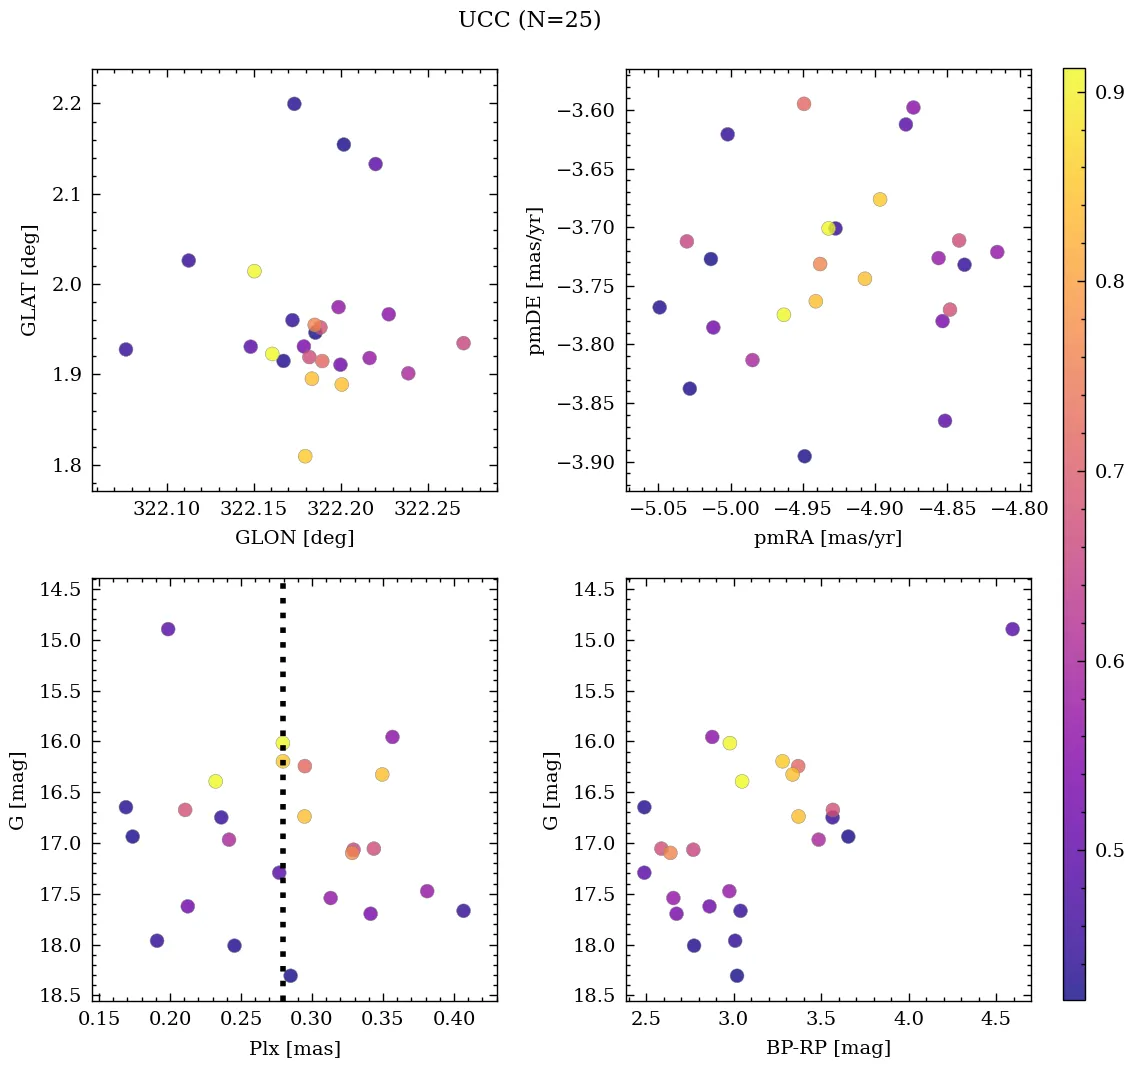 UCC (N=25)
2.2
2.1
2.0
1.9
1.8
GLAT [deg]
322.10 322.15 322.20 322.25
GLON [deg]
−3.60
−3.65
−3.70
−3.75
−3.80
−3.85
−3.90
pmDE [mas/yr]
−5.05 −5.00 −4.95 −4.90 −4.85 −4.80
pmRA [mas/yr]
14.5
15.0
15.5
16.0
16.5
17.0
17.5
18.0
18.5
G [mag]
0.15 0.20 0.25 0.30 0.35 0.40
Plx [mas]
14.5
15.0
15.5
16.0
16.5
17.0
17.5
18.0
18.5
G [mag]
2.5 3.0 3.5 4.0 4.5
BP-RP [mag]
0.9
0.8
0.7
0.6
0.5